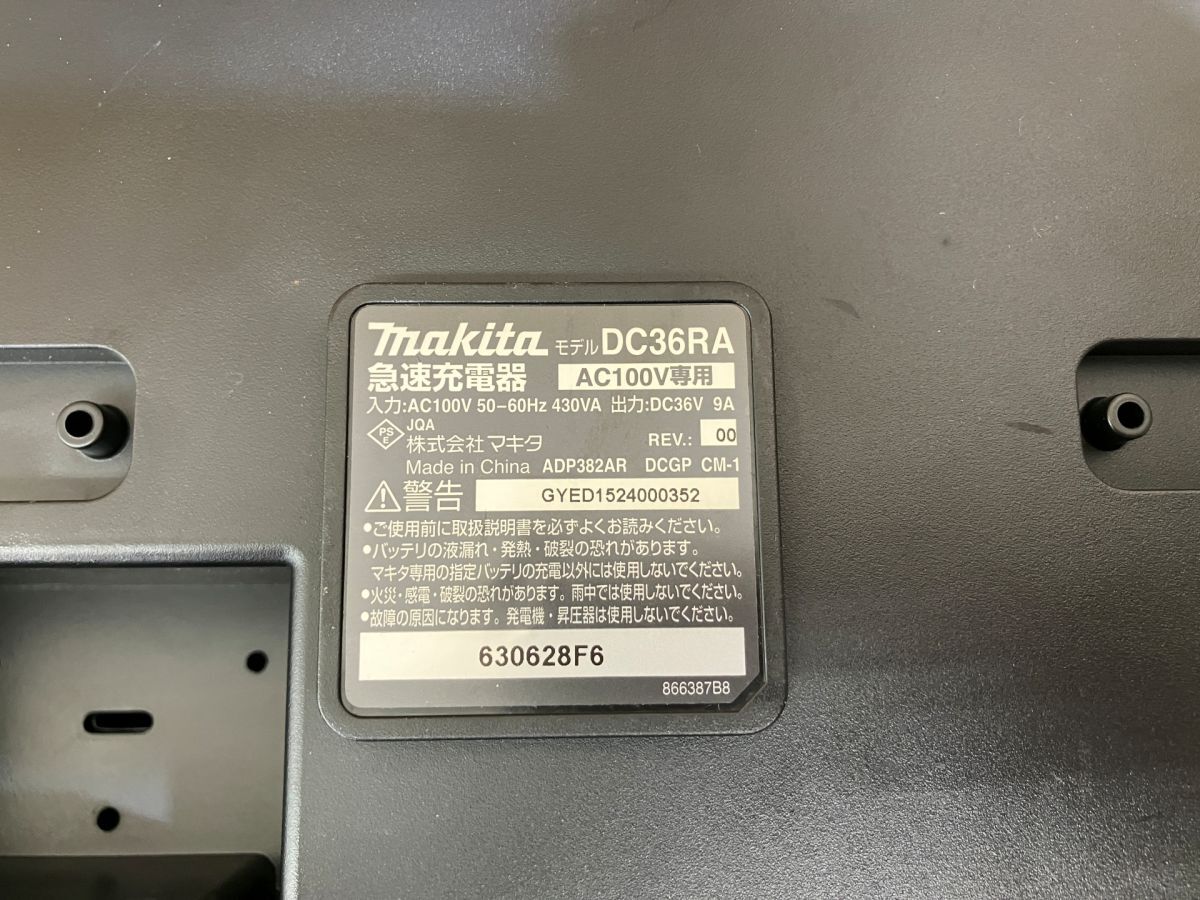 makita モデル DC36RA
急速充電器 AC100V専用
入力:AC100V 50-60Hz 430VA 出力:DC36V 9A
PSE JQA
株式会社 マキタ REV.: 00
Made in China ADP382AR DCGP CM-1
警告 GYED1524000352
•ご使用前に取扱説明書を必ずよくお読みください。
•バッテリの液漏れ・発熱・破裂の恐れがあります。
マキタ専用の指定バッテリの充電以外には使用しないでください。
•火災・感電・破裂の恐れがあります。雨中では使用しないでください。
•故障の原因になります。発電機・昇圧器は使用しないでください。
630628F6
866387B8